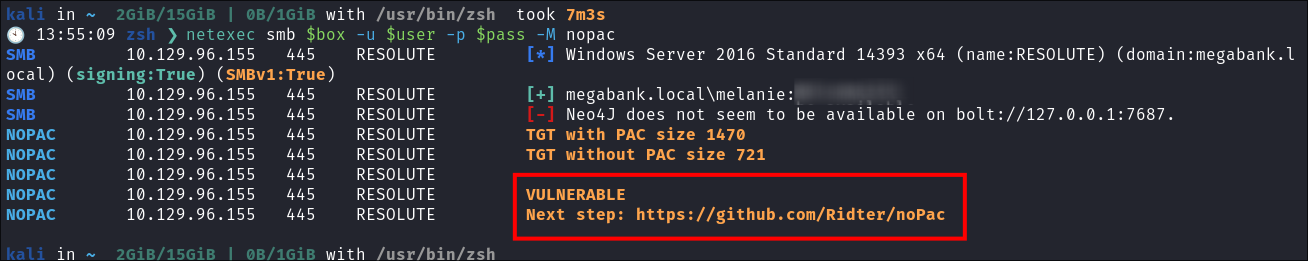 kali in ~  2GiB/15GiB | 0B/1GiB with /usr/bin/zsh  took 7m3s
13:55:09 zsh ❯ netexec smb $box -u $user -p $pass -M nopac
SMB 10.129.96.155 445 RESOLUTE [*] Windows Server 2016 Standard 14393 x64 (name:RESOLUTE) (domain:megabank.l
ocal) (signing:True) (SMBv1:True)
SMB 10.129.96.155 445 RESOLUTE [+] megabank.local\melanie:
SMB 10.129.96.155 445 RESOLUTE [-] Neo4J does not seem to be available on bolt://127.0.0.1:7687.
NOPAC 10.129.96.155 445 RESOLUTE TGT with PAC size 1470
NOPAC 10.129.96.155 445 RESOLUTE TGT without PAC size 721
NOPAC 10.129.96.155 445 RESOLUTE
NOPAC 10.129.96.155 445 RESOLUTE VULNERABLE
NOPAC 10.129.96.155 445 RESOLUTE Next step: https://github.com/Ridter/noPac
kali in ~  2GiB/15GiB | 0B/1GiB with /usr/bin/zsh